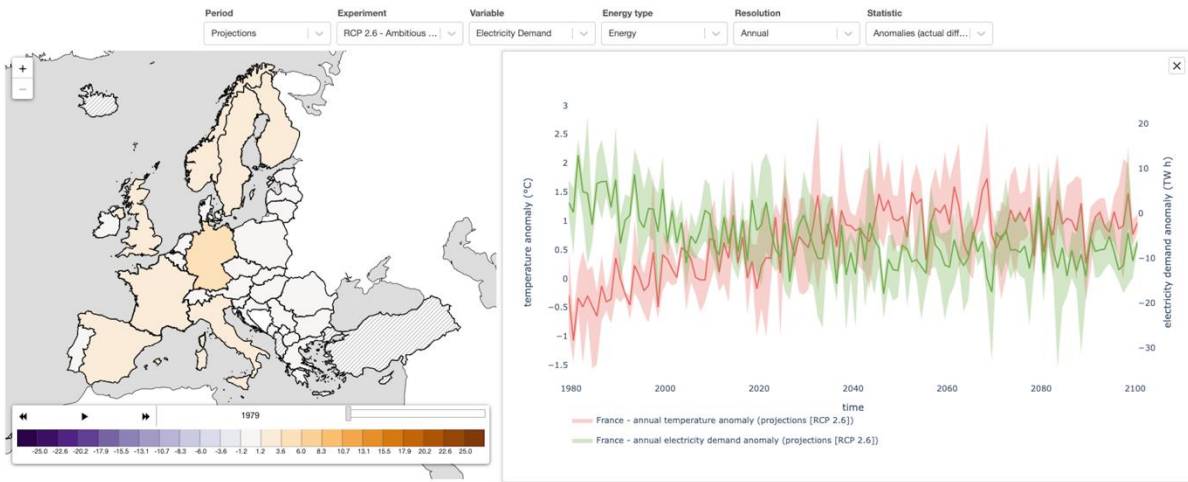 Period Experiment Variable Energy type Resolution Statistic
Projections RCP 2.6 - Ambitious ... Electricity Demand Energy Annual Anomalies (actual diff...
+
−
1979
-25.0 -22.6 -20.2 -17.9 -15.5 -13.1 -10.7 -8.3 -6.0 -3.6 -1.2 1.2 3.6 6.0 8.3 10.7 13.1 15.5 17.9 20.2 22.6 25.0
×
3
2.5
2
1.5
1
0.5
0
−0.5
−1
−1.5
temperature anomaly (°C)
20
10
0
−10
−20
−30
electricity demand anomaly (TW h)
1980 2000 2020 2040 2060 2080 2100
time
France - annual temperature anomaly (projections [RCP 2.6])
France - annual electricity demand anomaly (projections [RCP 2.6])